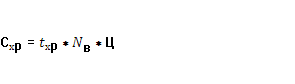 Cхр = tхр * Nв * Ц